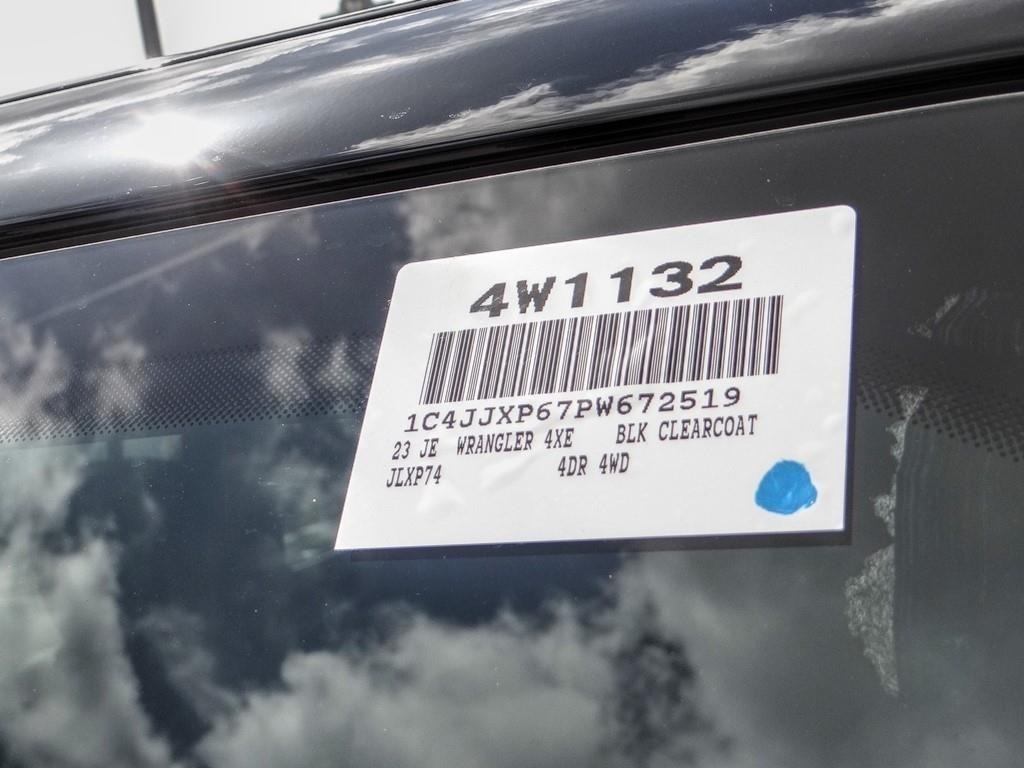 4W1132
1C4JJXP67PW672519
23 JE WRANGLER 4XE BLK CLEARCOAT
JLXP74 4DR 4WD